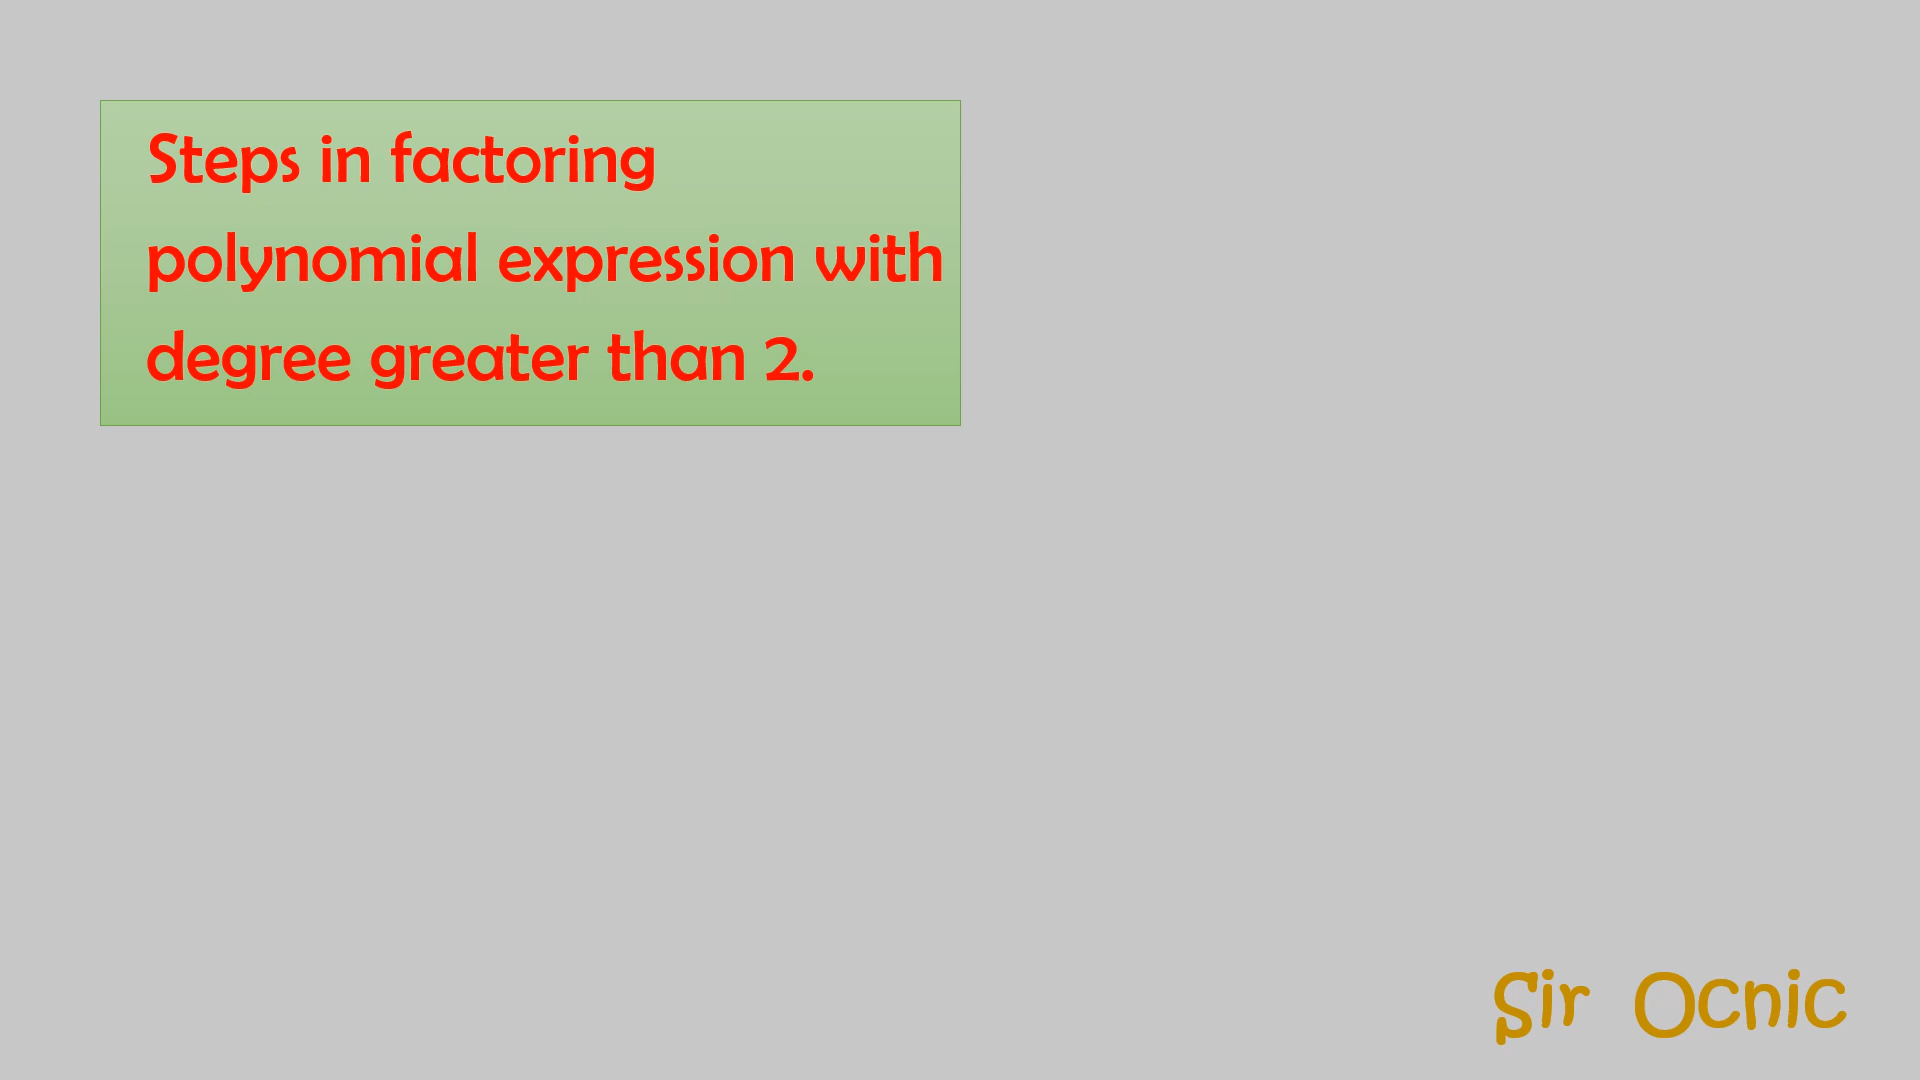 Steps in factoring
polynomial expression with
degree greater than 2.
Sir Ocnic